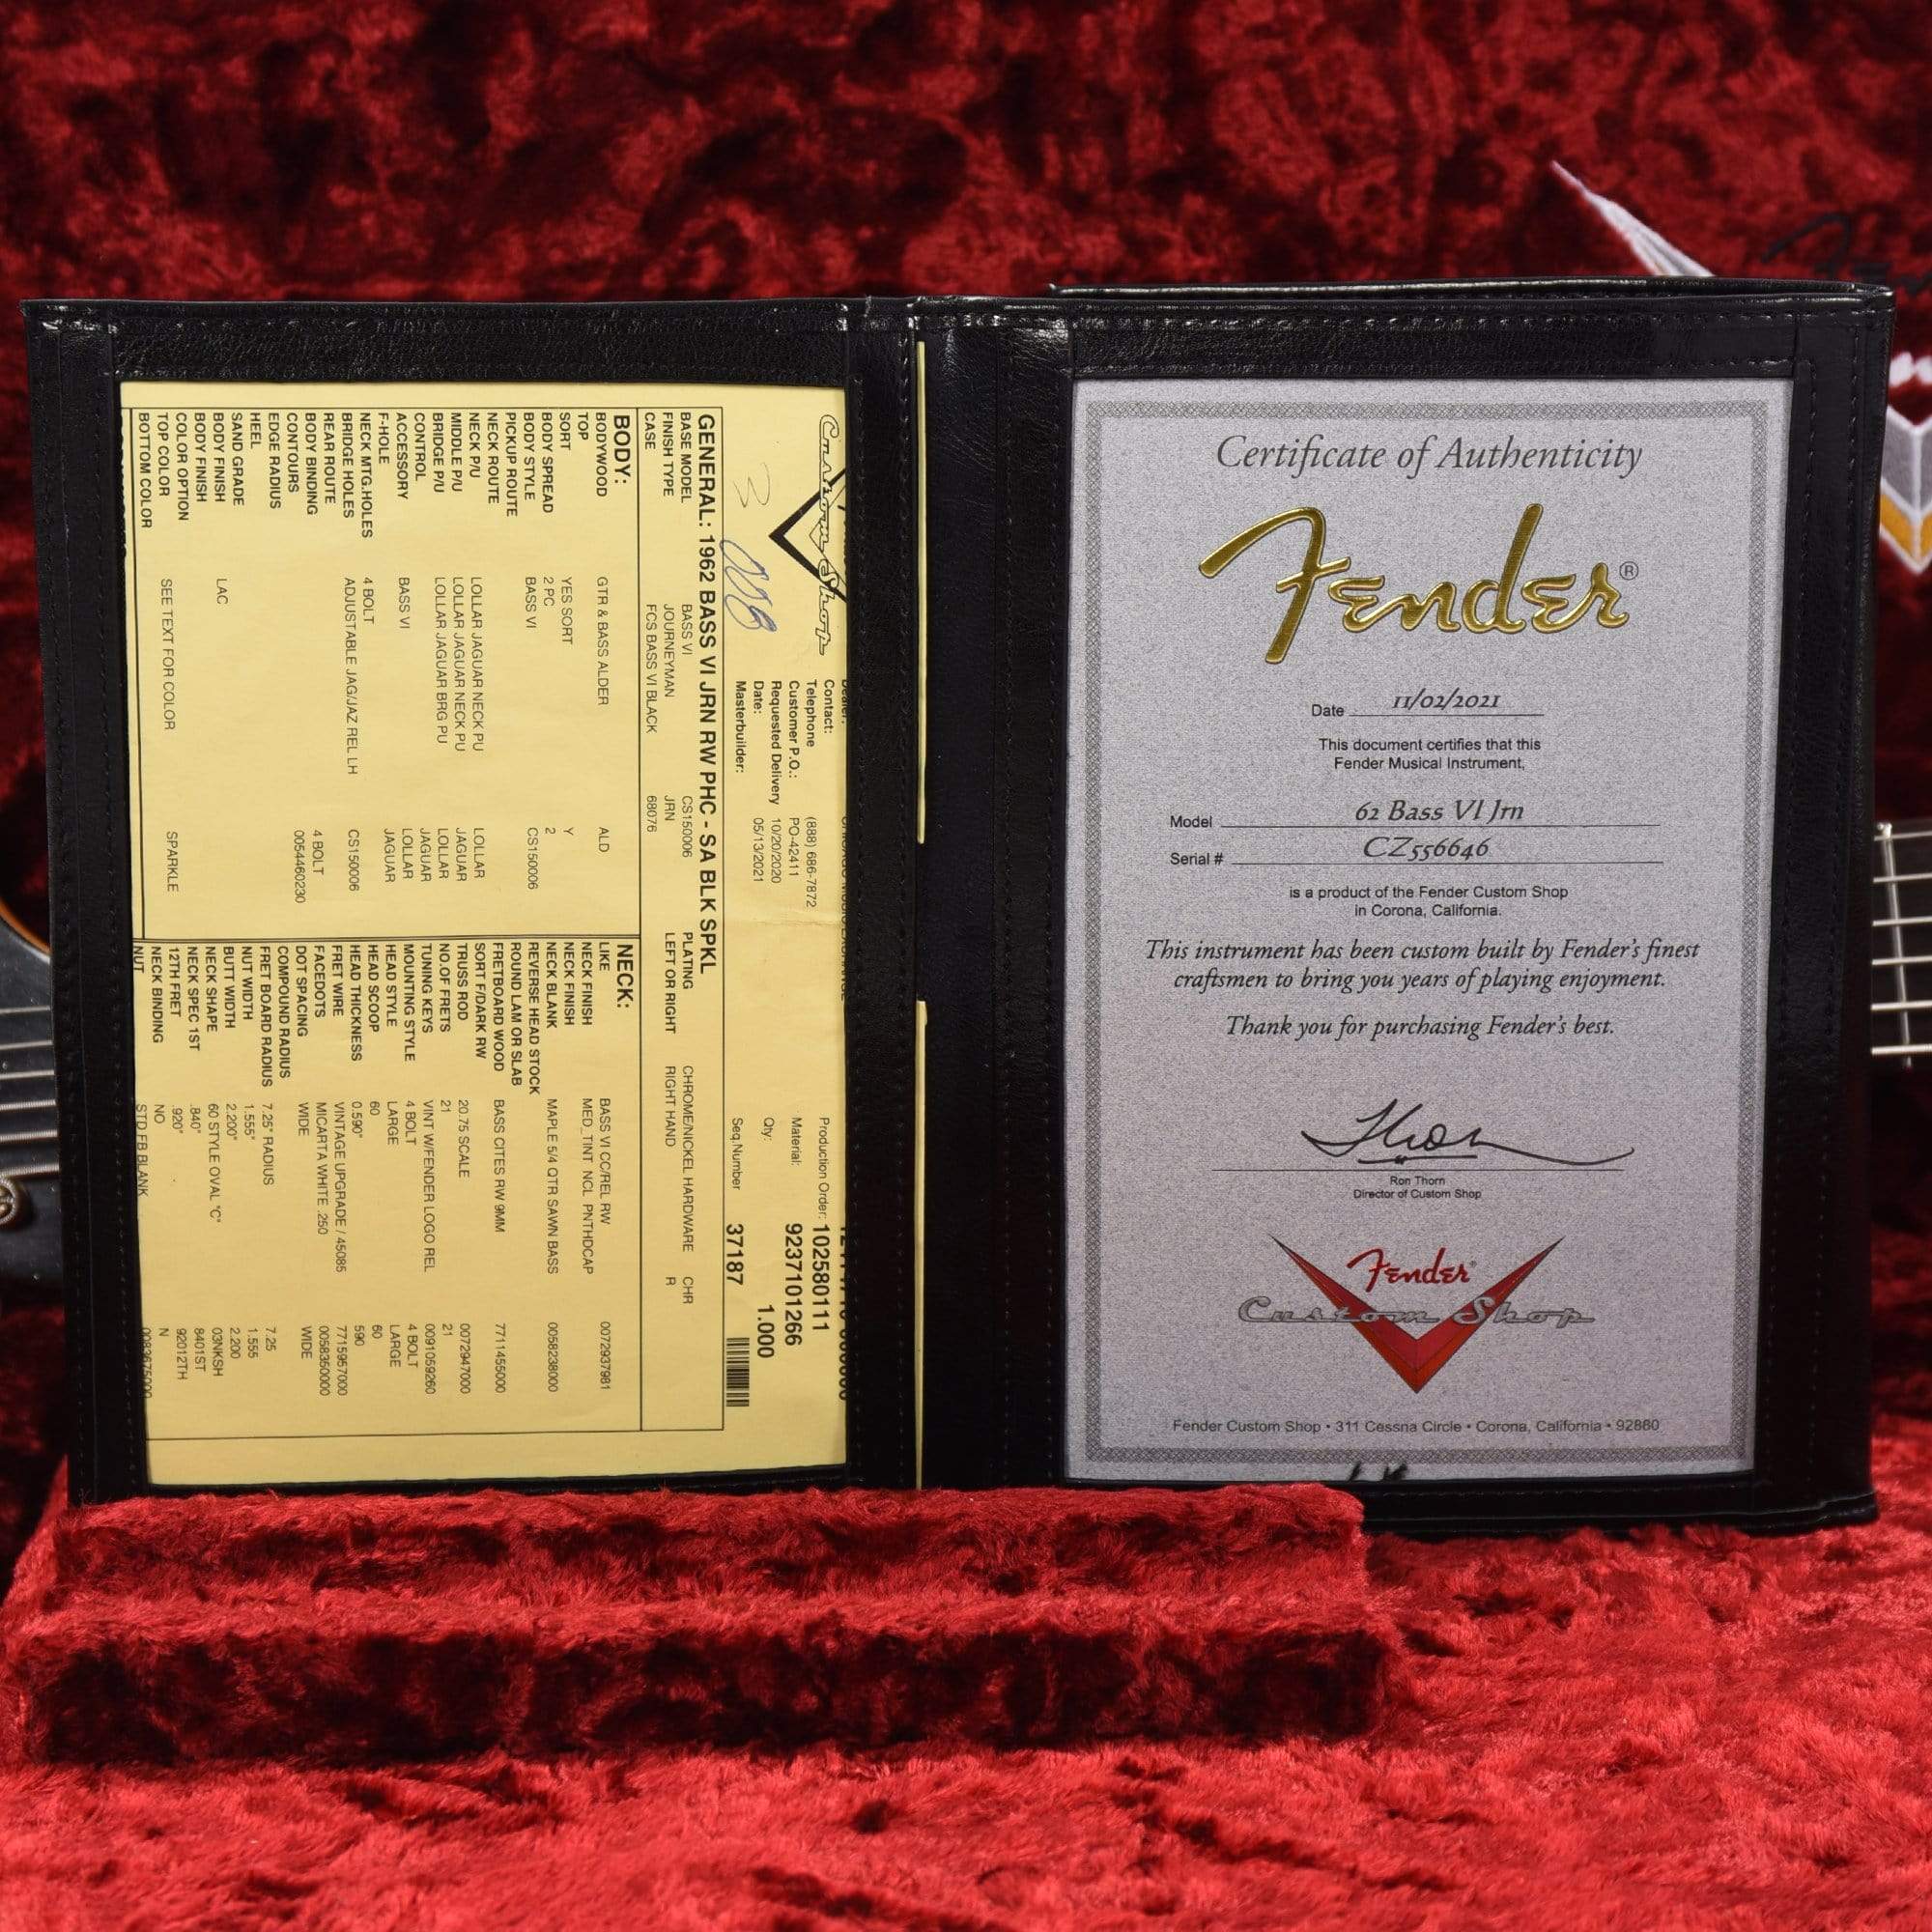 Custom Shop
Contact:
Telephone (888) 686-7872
Customer P.O.: PO-42411
Requested Delivery 10/20/2020
Date: 05/13/2021
Masterbuilder:
Production Order: 102580111
Material: 9237101266
Qty: 1.000
Seq.Number 37187
GENERAL: 1962 BASS VI JRN RW PHC - SA BLK SPKL
BASE MODEL BASS VI CS150006 PLATING CHROME/NICKEL HARDWARE CHR
FINISH TYPE JOURNEYMAN JRN LEFT OR RIGHT RIGHT HAND R
CASE FCS BASS VI BLACK 68076
BODY:
BODYWOOD GTR & BASS ALDER ALD
TOP
SORT YES SORT Y
BODY SPREAD 2 PC 2
BODY STYLE BASS VI CS150006
PICKUP ROUTE
NECK ROUTE
NECK P/U LOLLAR JAGUAR NECK PU LOLLAR JAGUAR
MIDDLE P/U LOLLAR JAGUAR NECK PU LOLLAR JAGUAR
BRIDGE P/U LOLLAR JAGUAR BRG PU LOLLAR JAGUAR
CONTROL BASS VI
ACCESSORY
F-HOLE
NECK MTG.HOLES 4 BOLT
BRIDGE HOLES ADJUSTABLE JAG/JAZ REL LH CS150006
REAR ROUTE
BODY BINDING 4 BOLT
CONTOURS 0054460230
EDGE RADIUS
HEEL
SAND GRADE
BODY FINISH LAC
BODY FINISH
COLOR OPTION
TOP COLOR SEE TEXT FOR COLOR SPARKLE
BOTTOM COLOR
NECK:
LIKE BASS VI CC/REL RW 0072937981
NECK FINISH MED_TINT NCL PNTHDCAP
NECK FINISH
NECK BLANK MAPLE 5/4 QTR SAWN BASS 0058238000
REVERSE HEAD STOCK
ROUND LAM OR SLAB
FRETBOARD WOOD BASS CITES RW 9MM 7711455000
SORT F/DARK RW
TRUSS ROD 20.75 SCALE 0072947000
NO.OF FRETS 21 21
TUNING KEYS VINT W/FENDER LOGO REL 0091059260
MOUNTING STYLE 4 BOLT 4 BOLT
HEAD STYLE LARGE LARGE
HEAD SCOOP 60 60
HEAD THICKNESS 0.590" 590
FRET WIRE VINTAGE UPGRADE / 45085 7715957000
FACEDOTS MICARTA WHITE .250 0058350000
DOT SPACING WIDE WIDE
COMPOUND RADIUS
FRET BOARD RADIUS 7.25" RADIUS 7.25
NUT WIDTH 1.555" 1.555
BUTT WIDTH 2.200" 2.200
NECK SHAPE 60 STYLE OVAL "C" 03NKSH
NECK SPEC 1ST .840" 8401ST
12TH FRET .920" 92012TH
NECK BINDING NO N
NUT STD FB BLANK
Certificate of Authenticity
Fender®
Date 11/02/2021
This document certifies that this
Fender Musical Instrument,
Model 62 Bass VI Jrn
Serial # CZ556646
is a product of the Fender Custom Shop
in Corona, California.
This instrument has been custom built by Fender's finest
craftsmen to bring you years of playing enjoyment.
Thank you for purchasing Fender's best.
Ron Thorn
Director of Custom Shop
Fender®
Custom Shop
Fender Custom Shop • 311 Cessna Circle • Corona, California • 92880